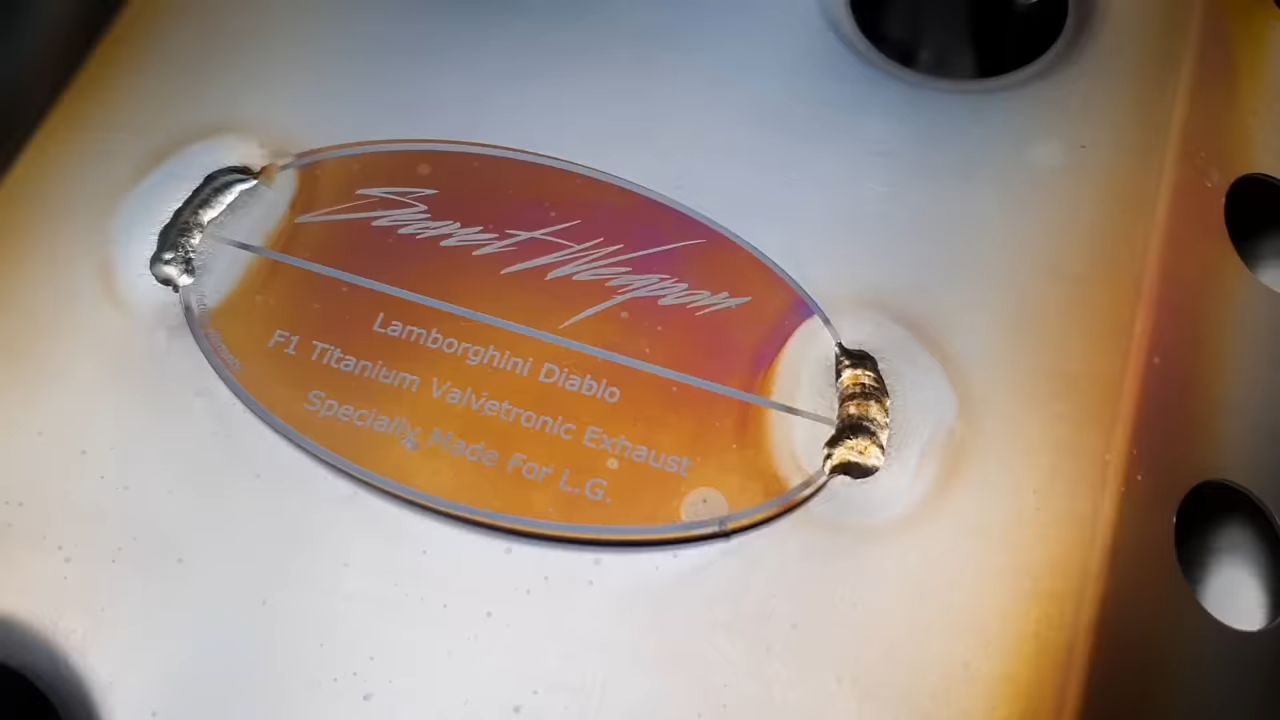 Secret Weapon
Lamborghini Diablo
F1 Titanium Valvetronic Exhaust
Specially Made For L.G.